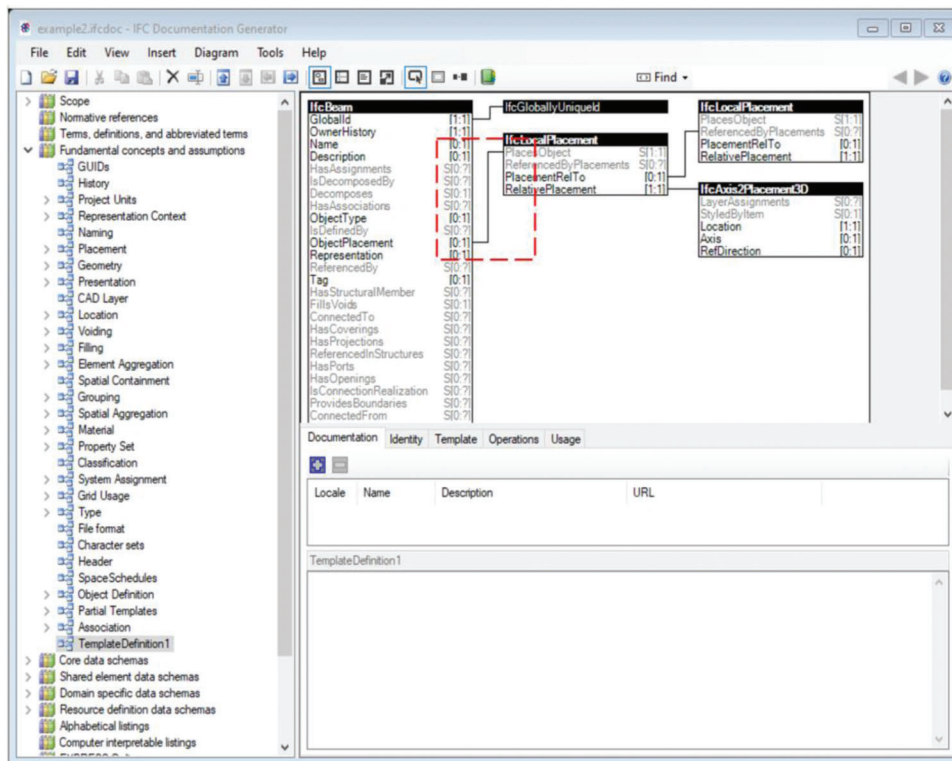 example2.ifcdoc - IFC Documentation Generator
File Edit View Insert Diagram Tools Help
Find
Scope
Normative references
Terms, definitions, and abbreviated terms
Fundamental concepts and assumptions
GUIDs
History
Project Units
Representation Context
Naming
Placement
Geometry
Presentation
CAD Layer
Location
Voiding
Filling
Element Aggregation
Spatial Containment
Grouping
Spatial Aggregation
Material
Property Set
Classification
System Assignment
Grid Usage
Type
File format
Character sets
Header
SpaceSchedules
Object Definition
Partial Templates
Association
TemplateDefinition1
Core data schemas
Shared element data schemas
Domain specific data schemas
Resource definition data schemas
Alphabetical listings
Computer interpretable listings
IfcBeam
GlobalId [1:1]
OwnerHistory [1:1]
Name [0:1]
Description [0:1]
HasAssignments S[0:?]
IsDecomposedBy S[0:?]
Decomposes S[0:1]
HasAssociations S[0:?]
ObjectType [0:1]
IsDefinedBy S[0:?]
ObjectPlacement [0:1]
Representation [0:1]
ReferencedBy S[0:?]
Tag [0:1]
HasStructuralMember S[0:?]
FillsVoids S[0:1]
ConnectedTo S[0:?]
HasCoverings S[0:?]
HasProjections S[0:?]
ReferencedInStructures S[0:?]
HasPorts S[0:?]
HasOpenings S[0:?]
IsConnectionRealization S[0:?]
ProvidesBoundaries S[0:?]
ConnectedFrom S[0:?]
IfcGloballyUniqueId
IfcLocalPlacement
PlacesObject S[1:1]
ReferencedByPlacements S[0:?]
PlacementRelTo [0:1]
RelativePlacement [1:1]
IfcLocalPlacement
PlacesObject S[1:1]
ReferencedByPlacements S[0:?]
PlacementRelTo [0:1]
RelativePlacement [1:1]
IfcAxis2Placement3D
LayerAssignments S[0:?]
StyledByItem S[0:1]
Location [1:1]
Axis [0:1]
RefDirection [0:1]
Documentation Identity Template Operations Usage
Locale Name Description URL
TemplateDefinition1